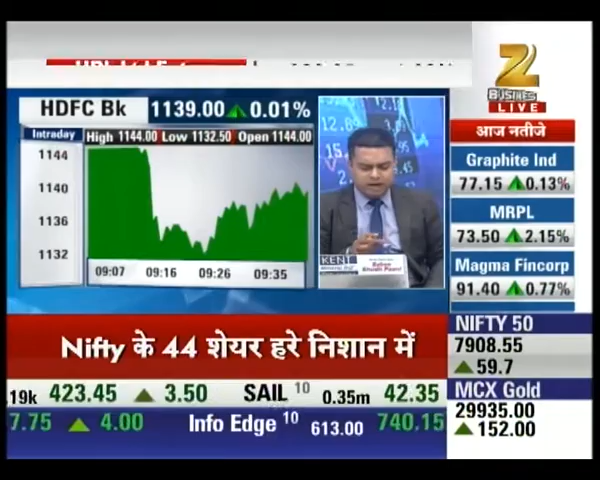 Z
BUSINESS
LIVE
HDFC Bk 1139.00 0.01%
Intraday High 1144.00 Low 1132.50 Open 1144.00
1144
1140
1136
1132
09:07 09:16 09:26 09:35
KENT
आज नतीजे
Graphite Ind
77.15 0.13%
MRPL
73.50 2.15%
Magma Fincorp
91.40 0.77%
Nifty के 44 शेयर हरे निशान में
NIFTY 50
7908.55
59.7
MCX Gold
29935.00
152.00
.19k 423.45 3.50 SAIL 10 0.35m 42.35
7.75 4.00 Info Edge 10 613.00 740.15